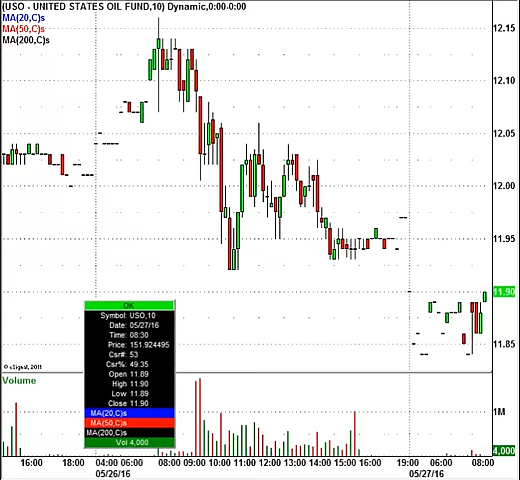 (USO - UNITED STATES OIL FUND,10) Dynamic,0:00-0:00
MA(20,C)s
MA(50,C)s
MA(200,C)s
12.15
12.10
12.05
12.00
11.95
11.90
11.85
OK
Symbol: USO,10
Date: 05/27/16
Time: 08:30
Price: 151.924495
Csr#: 53
Csr%: 49.35
Open 11.89
High 11.90
Low 11.89
Close 11.90
MA(20,C)s
MA(50,C)s
MA(200,C)s
Vol 4,000
© eSignal, 2011
Volume
1M
4,000
16:00 18:00 04:00 06:00 08:00 09:00 10:00 11:00 12:00 13:00 14:00 15:00 16:00 19:00 06:00 08:00
05/26/16 05/27/16